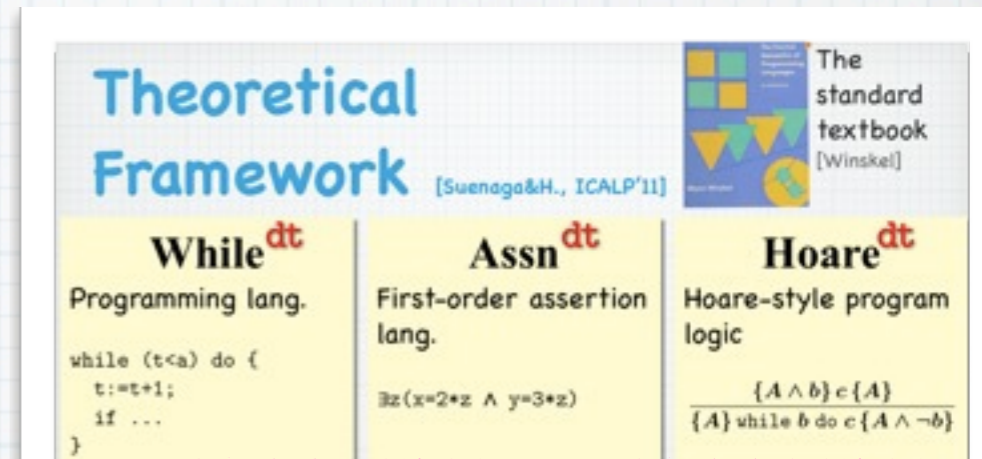 Theoretical
Framework [Suenaga&H., ICALP'11]
The
standard
textbook
[Winskel]
While^dt
Programming lang.
while (t<a) do {
t:=t+1;
if ...
}
Assn^dt
First-order assertion
lang.
∃z(x=2*z ∧ y=3*z)
Hoare^dt
Hoare-style program
logic
{A ∧ b} c {A}
{A} while b do c {A ∧ ¬b}